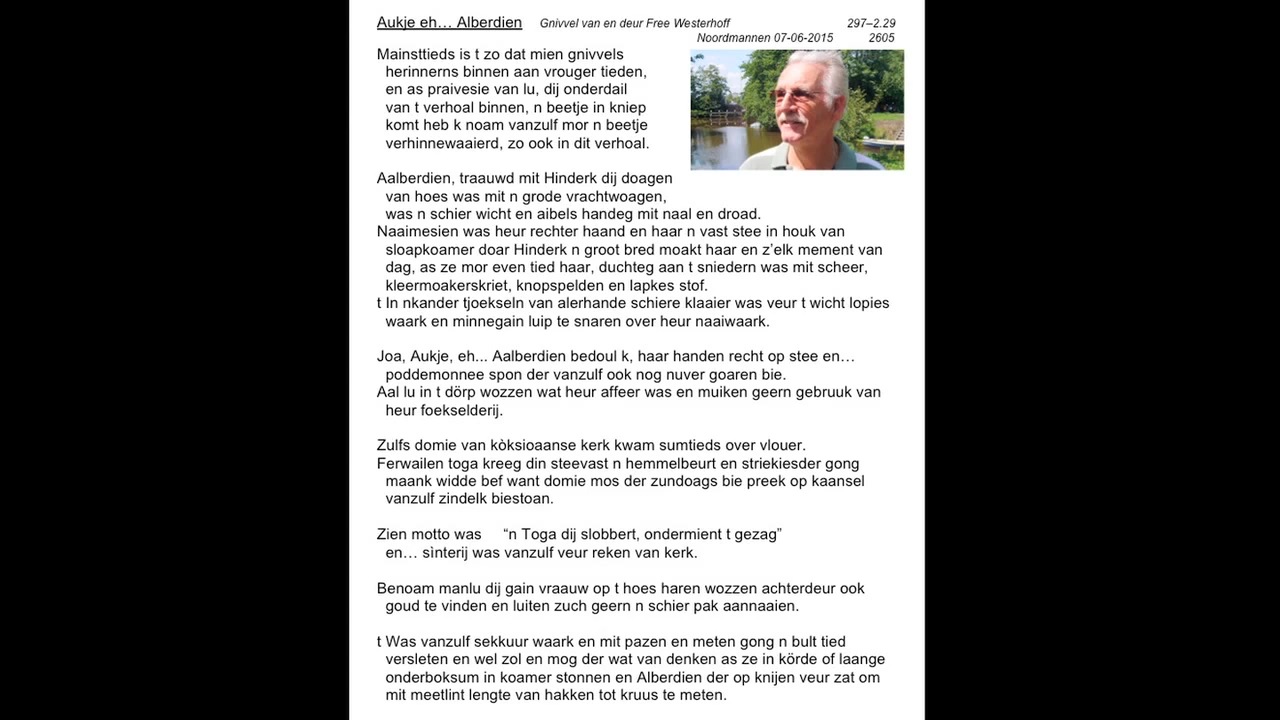 Aukje eh… Alberdien Gnivvel van en deur Free Westerhoff 297–2.29
Noordmannen 07-06-2015 2605
Mainsttieds is t zo dat mien gnivvels
herinnerns binnen aan vrouger tieden,
en as praivesie van lu, dij onderdail
van t verhoal binnen, n beetje in kniep
komt heb k noam vanzulf mor n beetje
verhinnewaaierd, zo ook in dit verhoal.
Aalberdien, traauwd mit Hinderk dij doagen
van hoes was mit n grode vrachtwoagen,
was n schier wicht en aibels handeg mit naal en droad.
Naaimesien was heur rechter haand en haar n vast stee in houk van
sloapkoamer doar Hinderk n groot bred moakt haar en z’elk mement van
dag, as ze mor even tied haar, duchteg aan t sniedern was mit scheer,
kleermoakerskriet, knopspelden en lapkes stof.
t In nkander tjoekseln van alerhande schiere klaaier was veur t wicht lopies
waark en minnegain luip te snaren over heur naaiwaark.
Joa, Aukje, eh... Aalberdien bedoul k, haar handen recht op stee en…
poddemonnee spon der vanzulf ook nog nuver goaren bie.
Aal lu in t dörp wozzen wat heur affeer was en muiken geern gebruuk van
heur foekselderij.
Zulfs domie van kòksioaanse kerk kwam sumtieds over vlouer.
Ferwailen toga kreeg din steevast n hemmelbeurt en striekiesder gong
maank widde bef want domie mos der zundoags bie preek op kaansel
vanzulf zindelk biestoan.
Zien motto was “n Toga dij slobbert, ondermient t gezag”
en… sìnterij was vanzulf veur reken van kerk.
Benoam manlu dij gain vraauw op t hoes haren wozzen achterdeur ook
goud te vinden en luiten zuch geern n schier pak aannaaien.
t Was vanzulf sekkuur waark en mit pazen en meten gong n bult tied
versleten en wel zol en mog der wat van denken as ze in körde of laange
onderboksum in koamer stonnen en Alberdien der op knijen veur zat om
mit meetlint lengte van hakken tot kruus te meten.